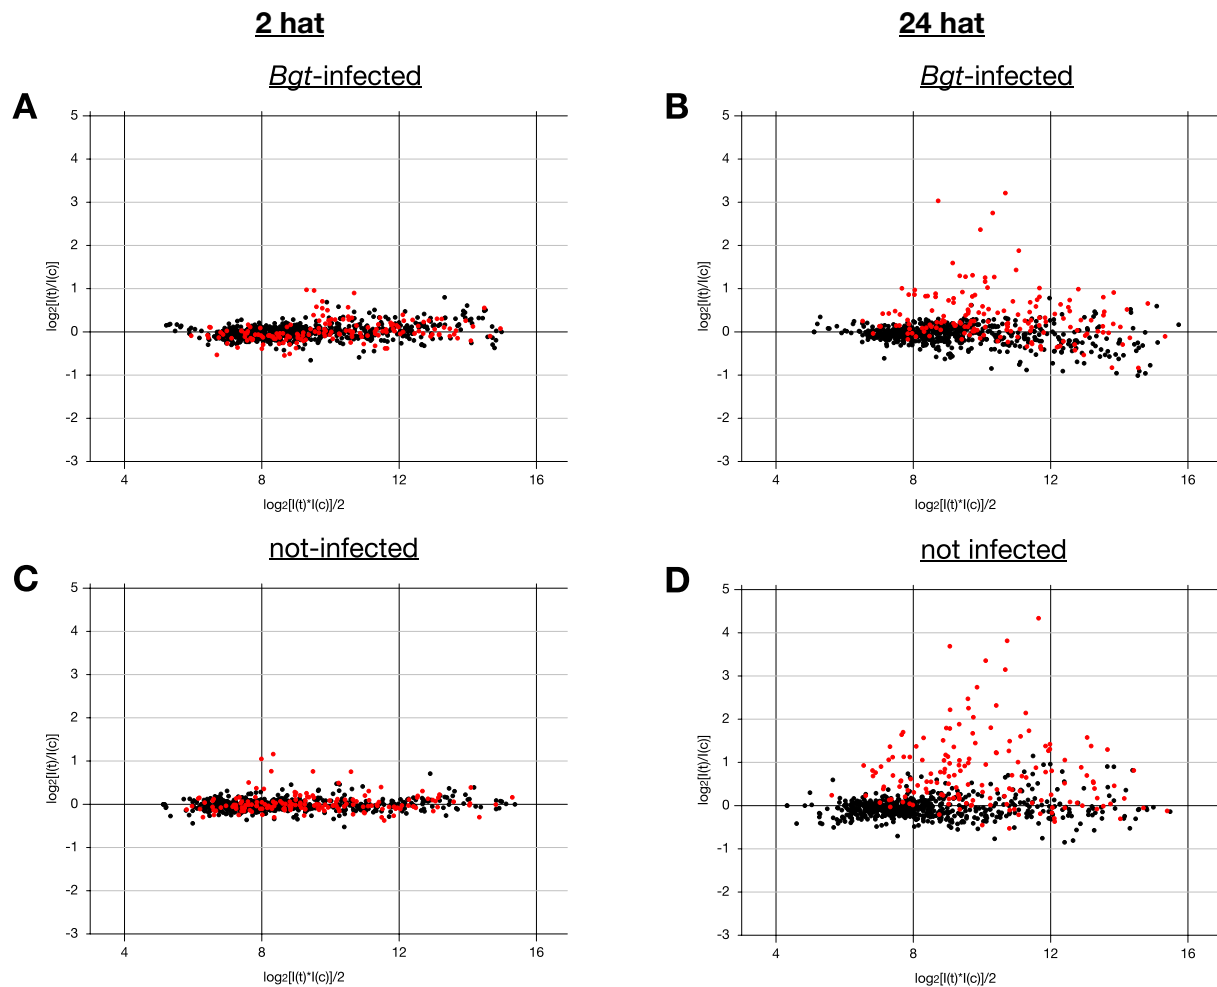 2 hat
24 hat
Bgt-infected
Bgt-infected
A
5
4
3
2
1
0
-1
-2
-3
log2[I(t)/I(c)]
4
8
12
16
log2[I(t)*I(c)]/2
B
5
4
3
2
1
0
-1
-2
-3
log2[I(t)/I(c)]
4
8
12
16
log2[I(t)*I(c)]/2
not-infected
not infected
C
5
4
3
2
1
0
-1
-2
-3
log2[I(t)/I(c)]
4
8
12
16
log2[I(t)*I(c)]/2
D
5
4
3
2
1
0
-1
-2
-3
log2[I(t)/I(c)]
4
8
12
16
log2[I(t)*I(c)]/2